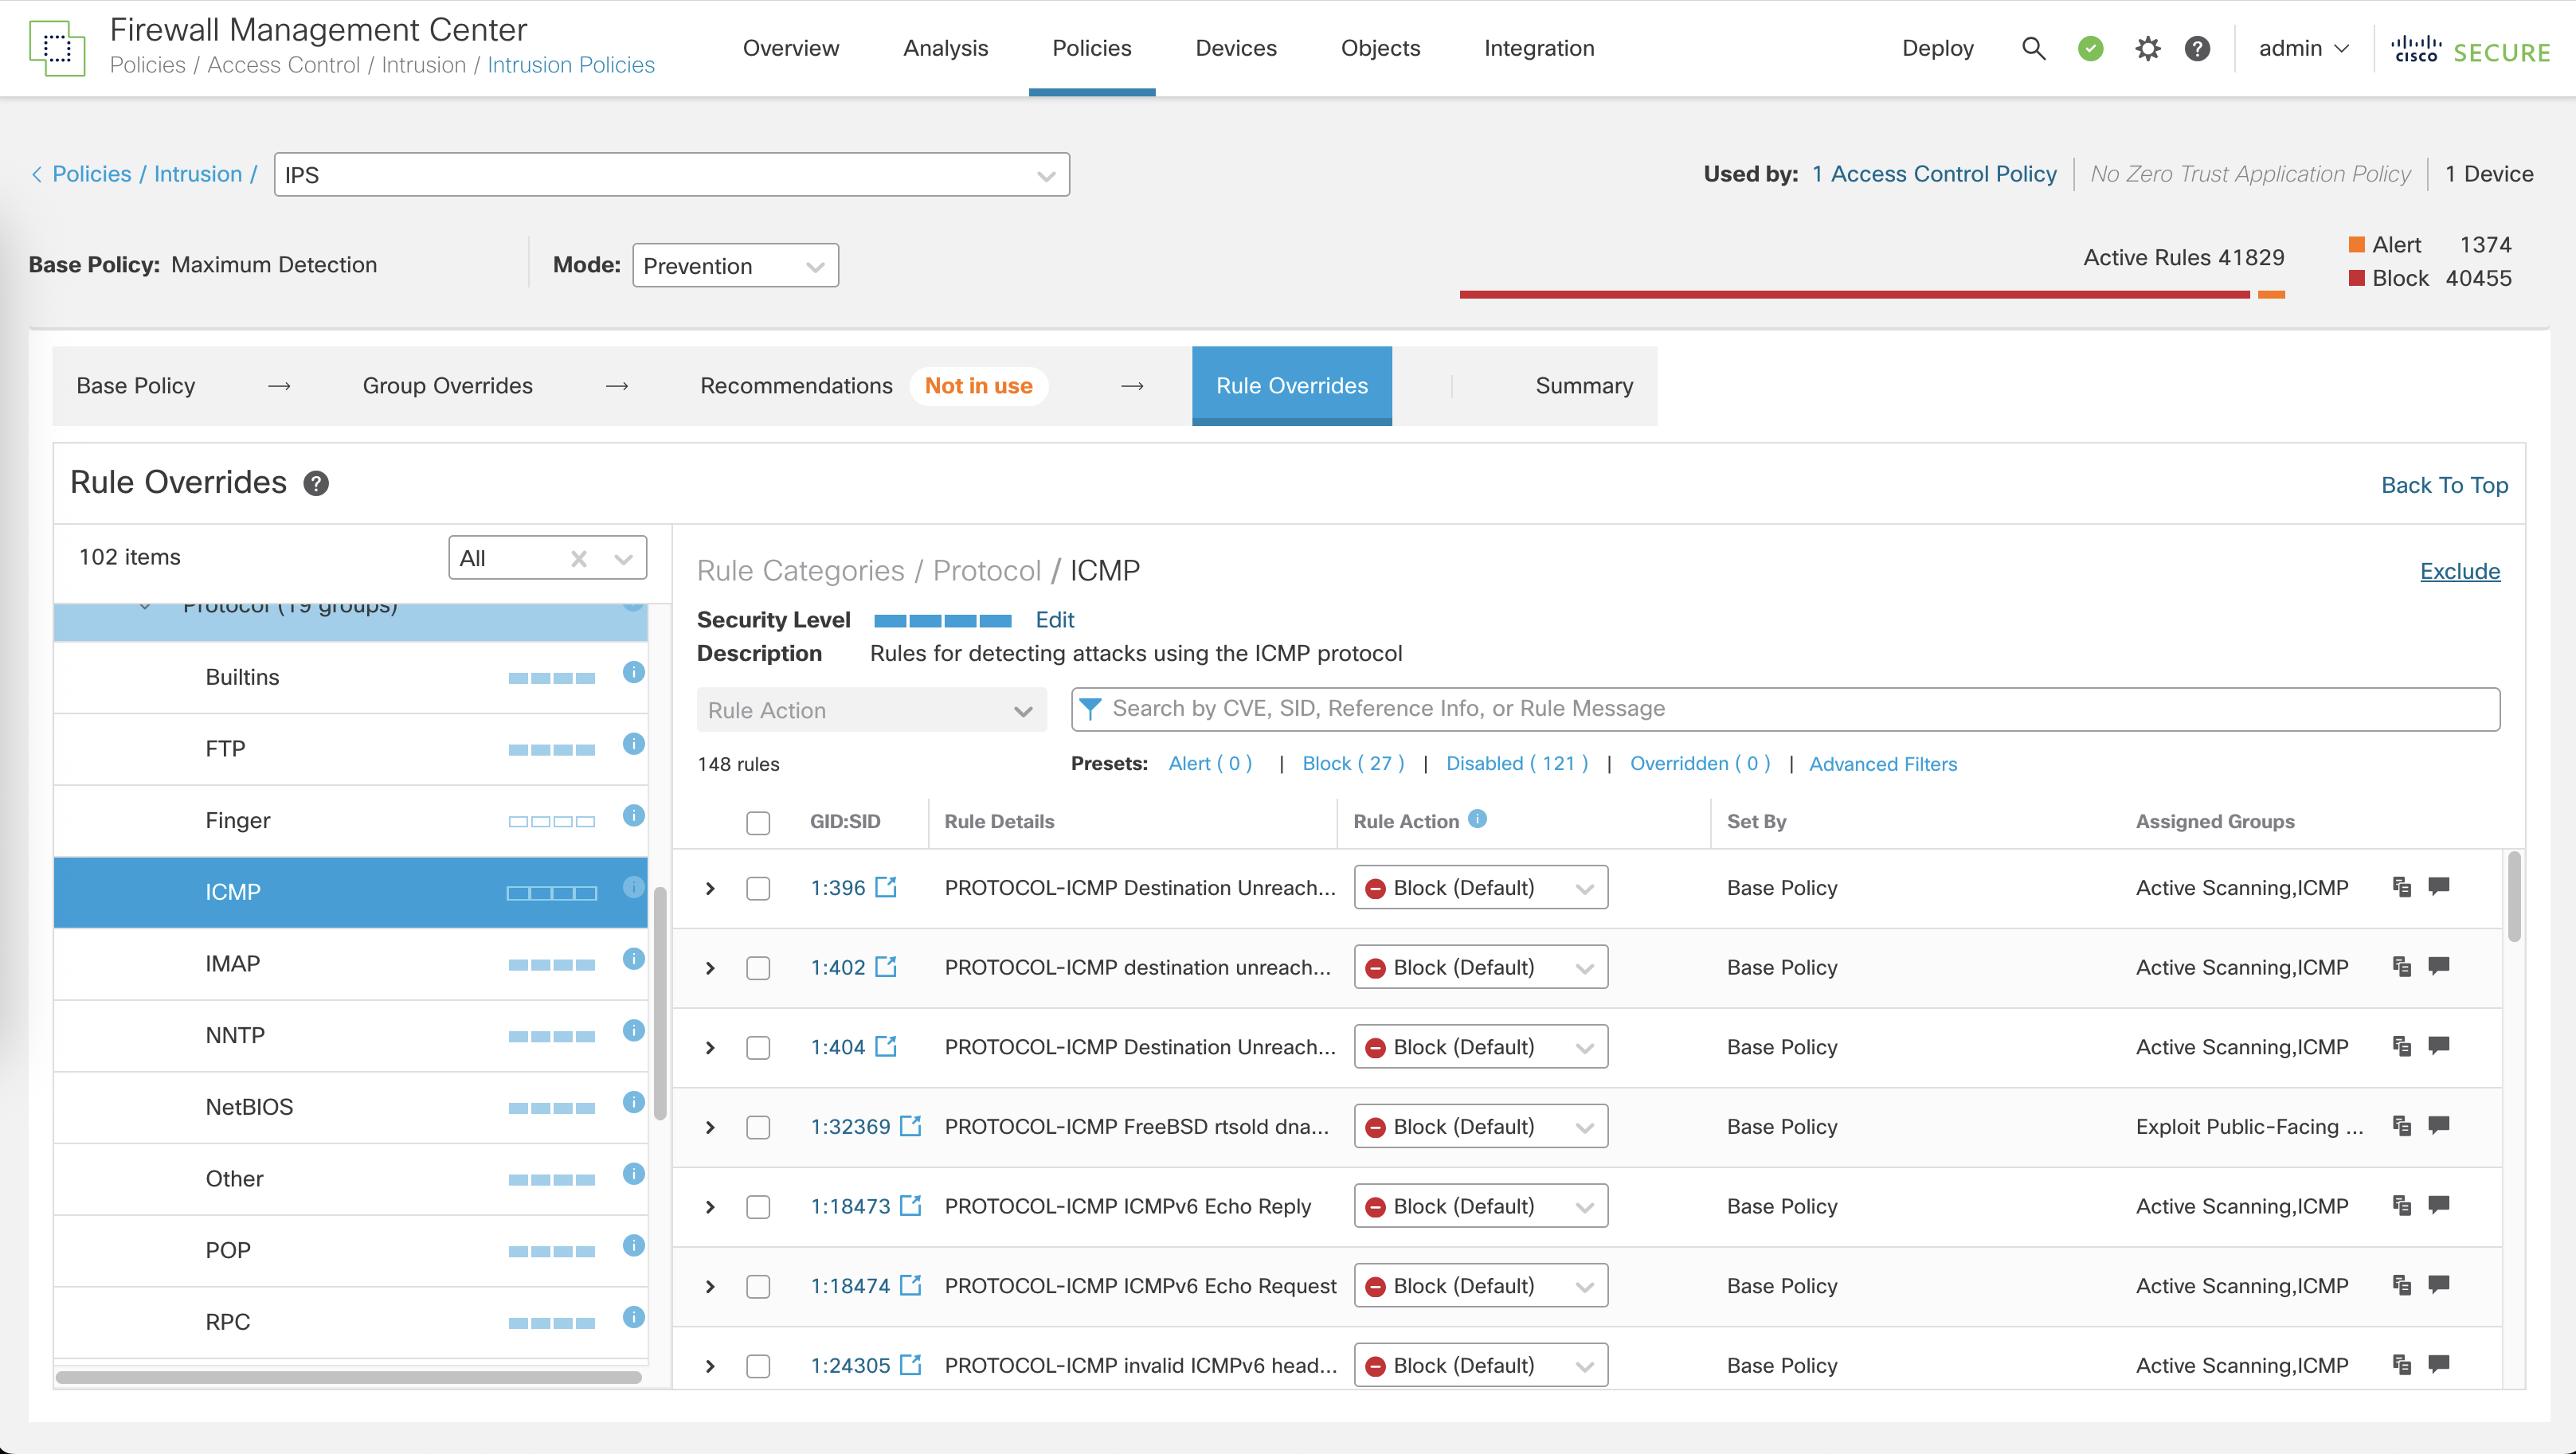 Firewall Management Center
Policies / Access Control / Intrusion / Intrusion Policies
Overview Analysis Policies Devices Objects Integration
Deploy admin cisco SECURE
Policies / Intrusion / IPS
Used by: 1 Access Control Policy No Zero Trust Application Policy 1 Device
Base Policy: Maximum Detection Mode: Prevention
Active Rules 41829
Alert 1374
Block 40455
Base Policy → Group Overrides → Recommendations Not in use → Rule Overrides Summary
Rule Overrides ?
Back To Top
102 items All
Protocol (19 groups)
Builtins
FTP
Finger
ICMP
IMAP
NNTP
NetBIOS
Other
POP
RPC
Rule Categories / Protocol / ICMP
Exclude
Security Level Edit
Description Rules for detecting attacks using the ICMP protocol
Rule Action Search by CVE, SID, Reference Info, or Rule Message
148 rules Presets: Alert ( 0 ) | Block ( 27 ) | Disabled ( 121 ) | Overridden ( 0 ) | Advanced Filters
GID:SID Rule Details Rule Action Set By Assigned Groups
1:396 PROTOCOL-ICMP Destination Unreach... Block (Default) Base Policy Active Scanning,ICMP
1:402 PROTOCOL-ICMP destination unreach... Block (Default) Base Policy Active Scanning,ICMP
1:404 PROTOCOL-ICMP Destination Unreach... Block (Default) Base Policy Active Scanning,ICMP
1:32369 PROTOCOL-ICMP FreeBSD rtsold dna... Block (Default) Base Policy Exploit Public-Facing ...
1:18473 PROTOCOL-ICMP ICMPv6 Echo Reply Block (Default) Base Policy Active Scanning,ICMP
1:18474 PROTOCOL-ICMP ICMPv6 Echo Request Block (Default) Base Policy Active Scanning,ICMP
1:24305 PROTOCOL-ICMP invalid ICMPv6 head... Block (Default) Base Policy Active Scanning,ICMP